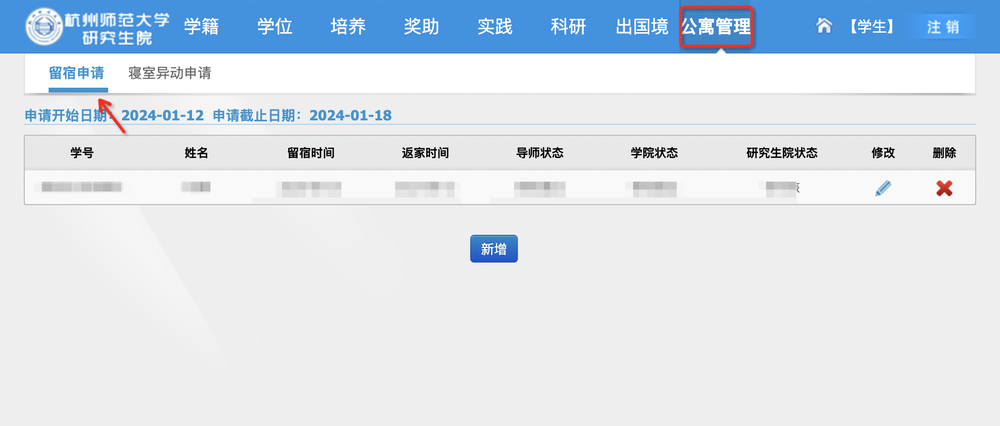 杭州师范大学
研究生院
学籍 学位 培养 奖助 实践 科研 出国境 公寓管理 【学生】 注 销
留宿申请 寝室异动申请
申请开始日期：2024-01-12 申请截止日期：2024-01-18
学号 姓名 留宿时间 返家时间 导师状态 学院状态 研究生院状态 修改 删除
新增